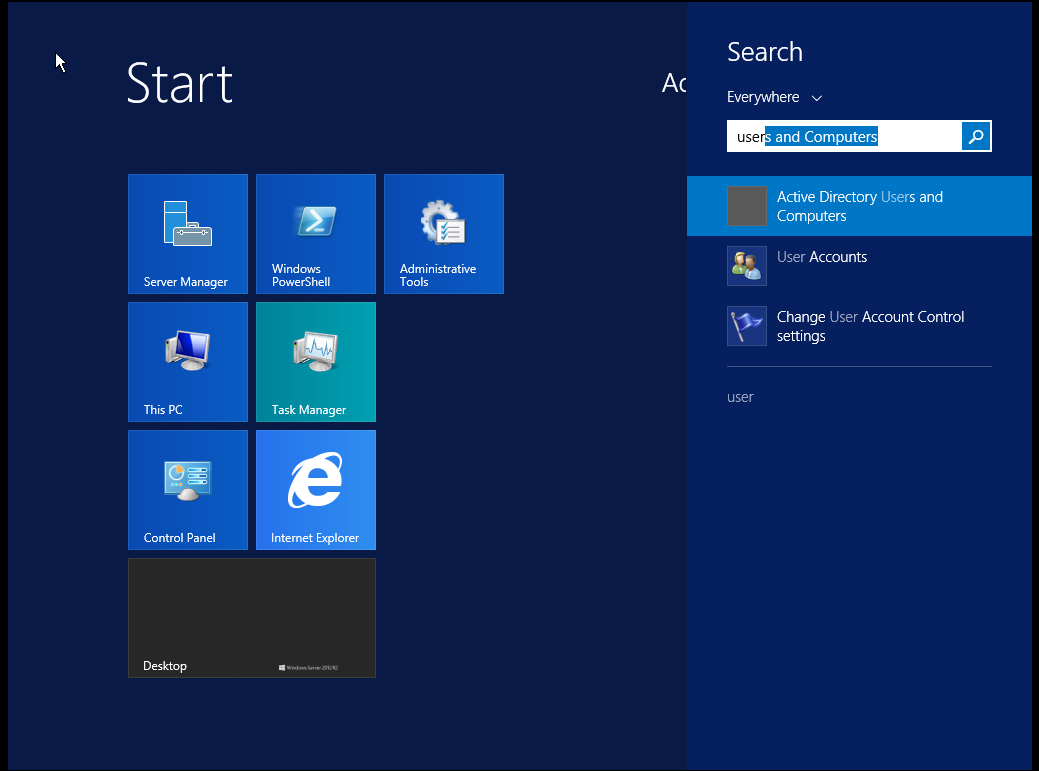 Start
Ad
Server Manager
Windows
PowerShell
Administrative
Tools
This PC
Task Manager
Control Panel
Internet Explorer
Desktop
Windows Server 2012 R2
Search
Everywhere
users and Computers
Active Directory Users and
Computers
User Accounts
Change User Account Control
settings
user